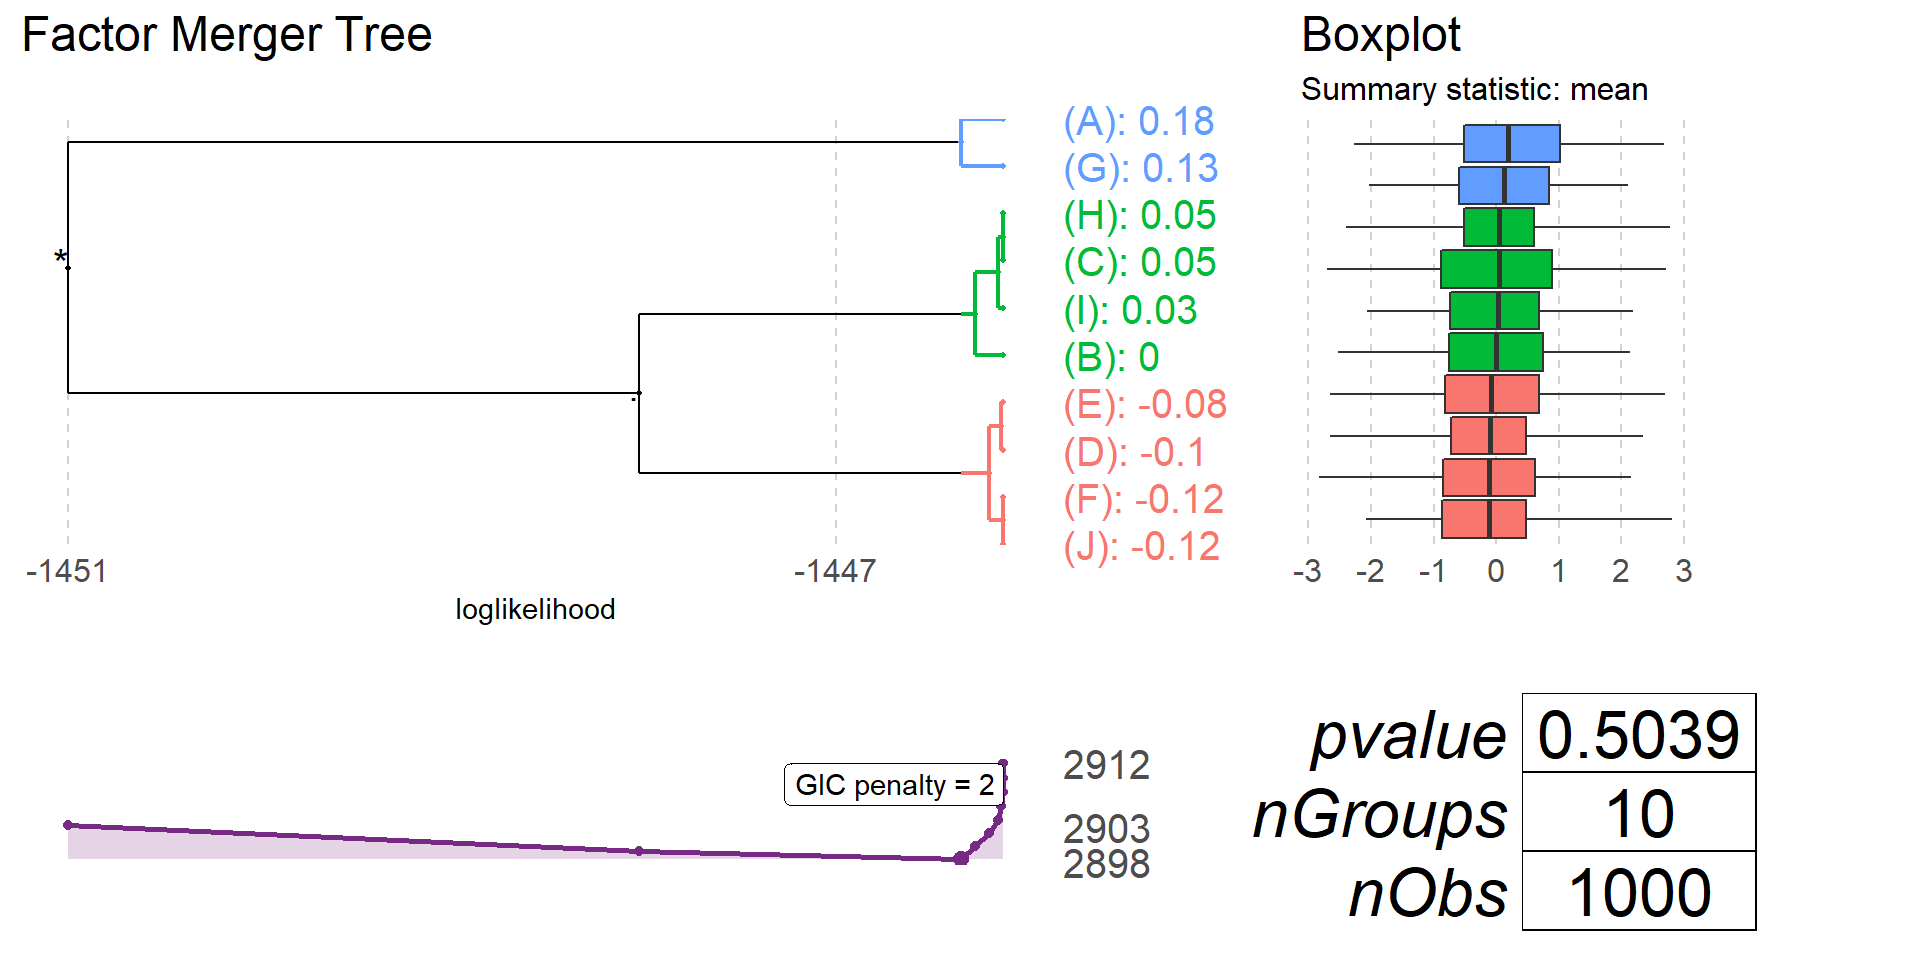 Factor Merger Tree
Boxplot
Summary statistic: mean
(A): 0.18
(G): 0.13
(H): 0.05
(C): 0.05
(I): 0.03
(B): 0
(E): -0.08
(D): -0.1
(F): -0.12
(J): -0.12
*
.
-1451 -1447
loglikelihood
-3 -2 -1 0 1 2 3
GIC penalty = 2
2912
2903
2898
pvalue 0.5039
nGroups 10
nObs 1000